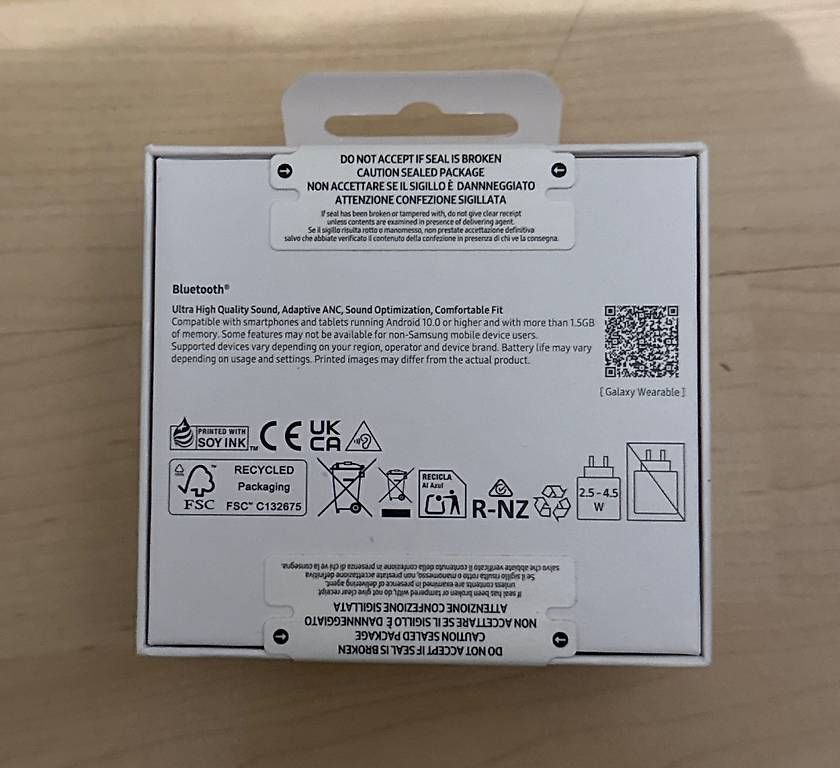 DO NOT ACCEPT IF SEAL IS BROKEN
CAUTION SEALED PACKAGE
NON ACCETTARE SE IL SIGILLO È DANNNEGGIATO
ATTENZIONE CONFEZIONE SIGILLATA
If seal has been broken or tampered with, do not give clear receipt
unless contents are examined in presence of delivering agent.
Se il sigillo risulta rotto o manomesso, non prestate accettazione definitiva
salvo che abbiate verificato il contenuto della confezione in presenza di chi ve la consegna.
Bluetooth®
Ultra High Quality Sound, Adaptive ANC, Sound Optimization, Comfortable Fit
Compatible with smartphones and tablets running Android 10.0 or higher and with more than 1.5GB
of memory. Some features may not be available for non-Samsung mobile device users.
Supported devices vary depending on your region, operator and device brand. Battery life may vary
depending on usage and settings. Printed images may differ from the actual product.
[ Galaxy Wearable ]
PRINTED WITH
SOY INK™
CE
UK
CA
FSC™
RECYCLED
Packaging
FSC™ C132675
RECICLA
Al Azul
R-NZ
2.5 - 4.5
W
DO NOT ACCEPT IF SEAL IS BROKEN
CAUTION SEALED PACKAGE
NON ACCETTARE SE IL SIGILLO È DANNNEGGIATO
ATTENZIONE CONFEZIONE SIGILLATA
If seal has been broken or tampered with, do not give clear receipt
unless contents are examined in presence of delivering agent.
Se il sigillo risulta rotto o manomesso, non prestate accettazione definitiva
salvo che abbiate verificato il contenuto della confezione in presenza di chi ve la consegna.